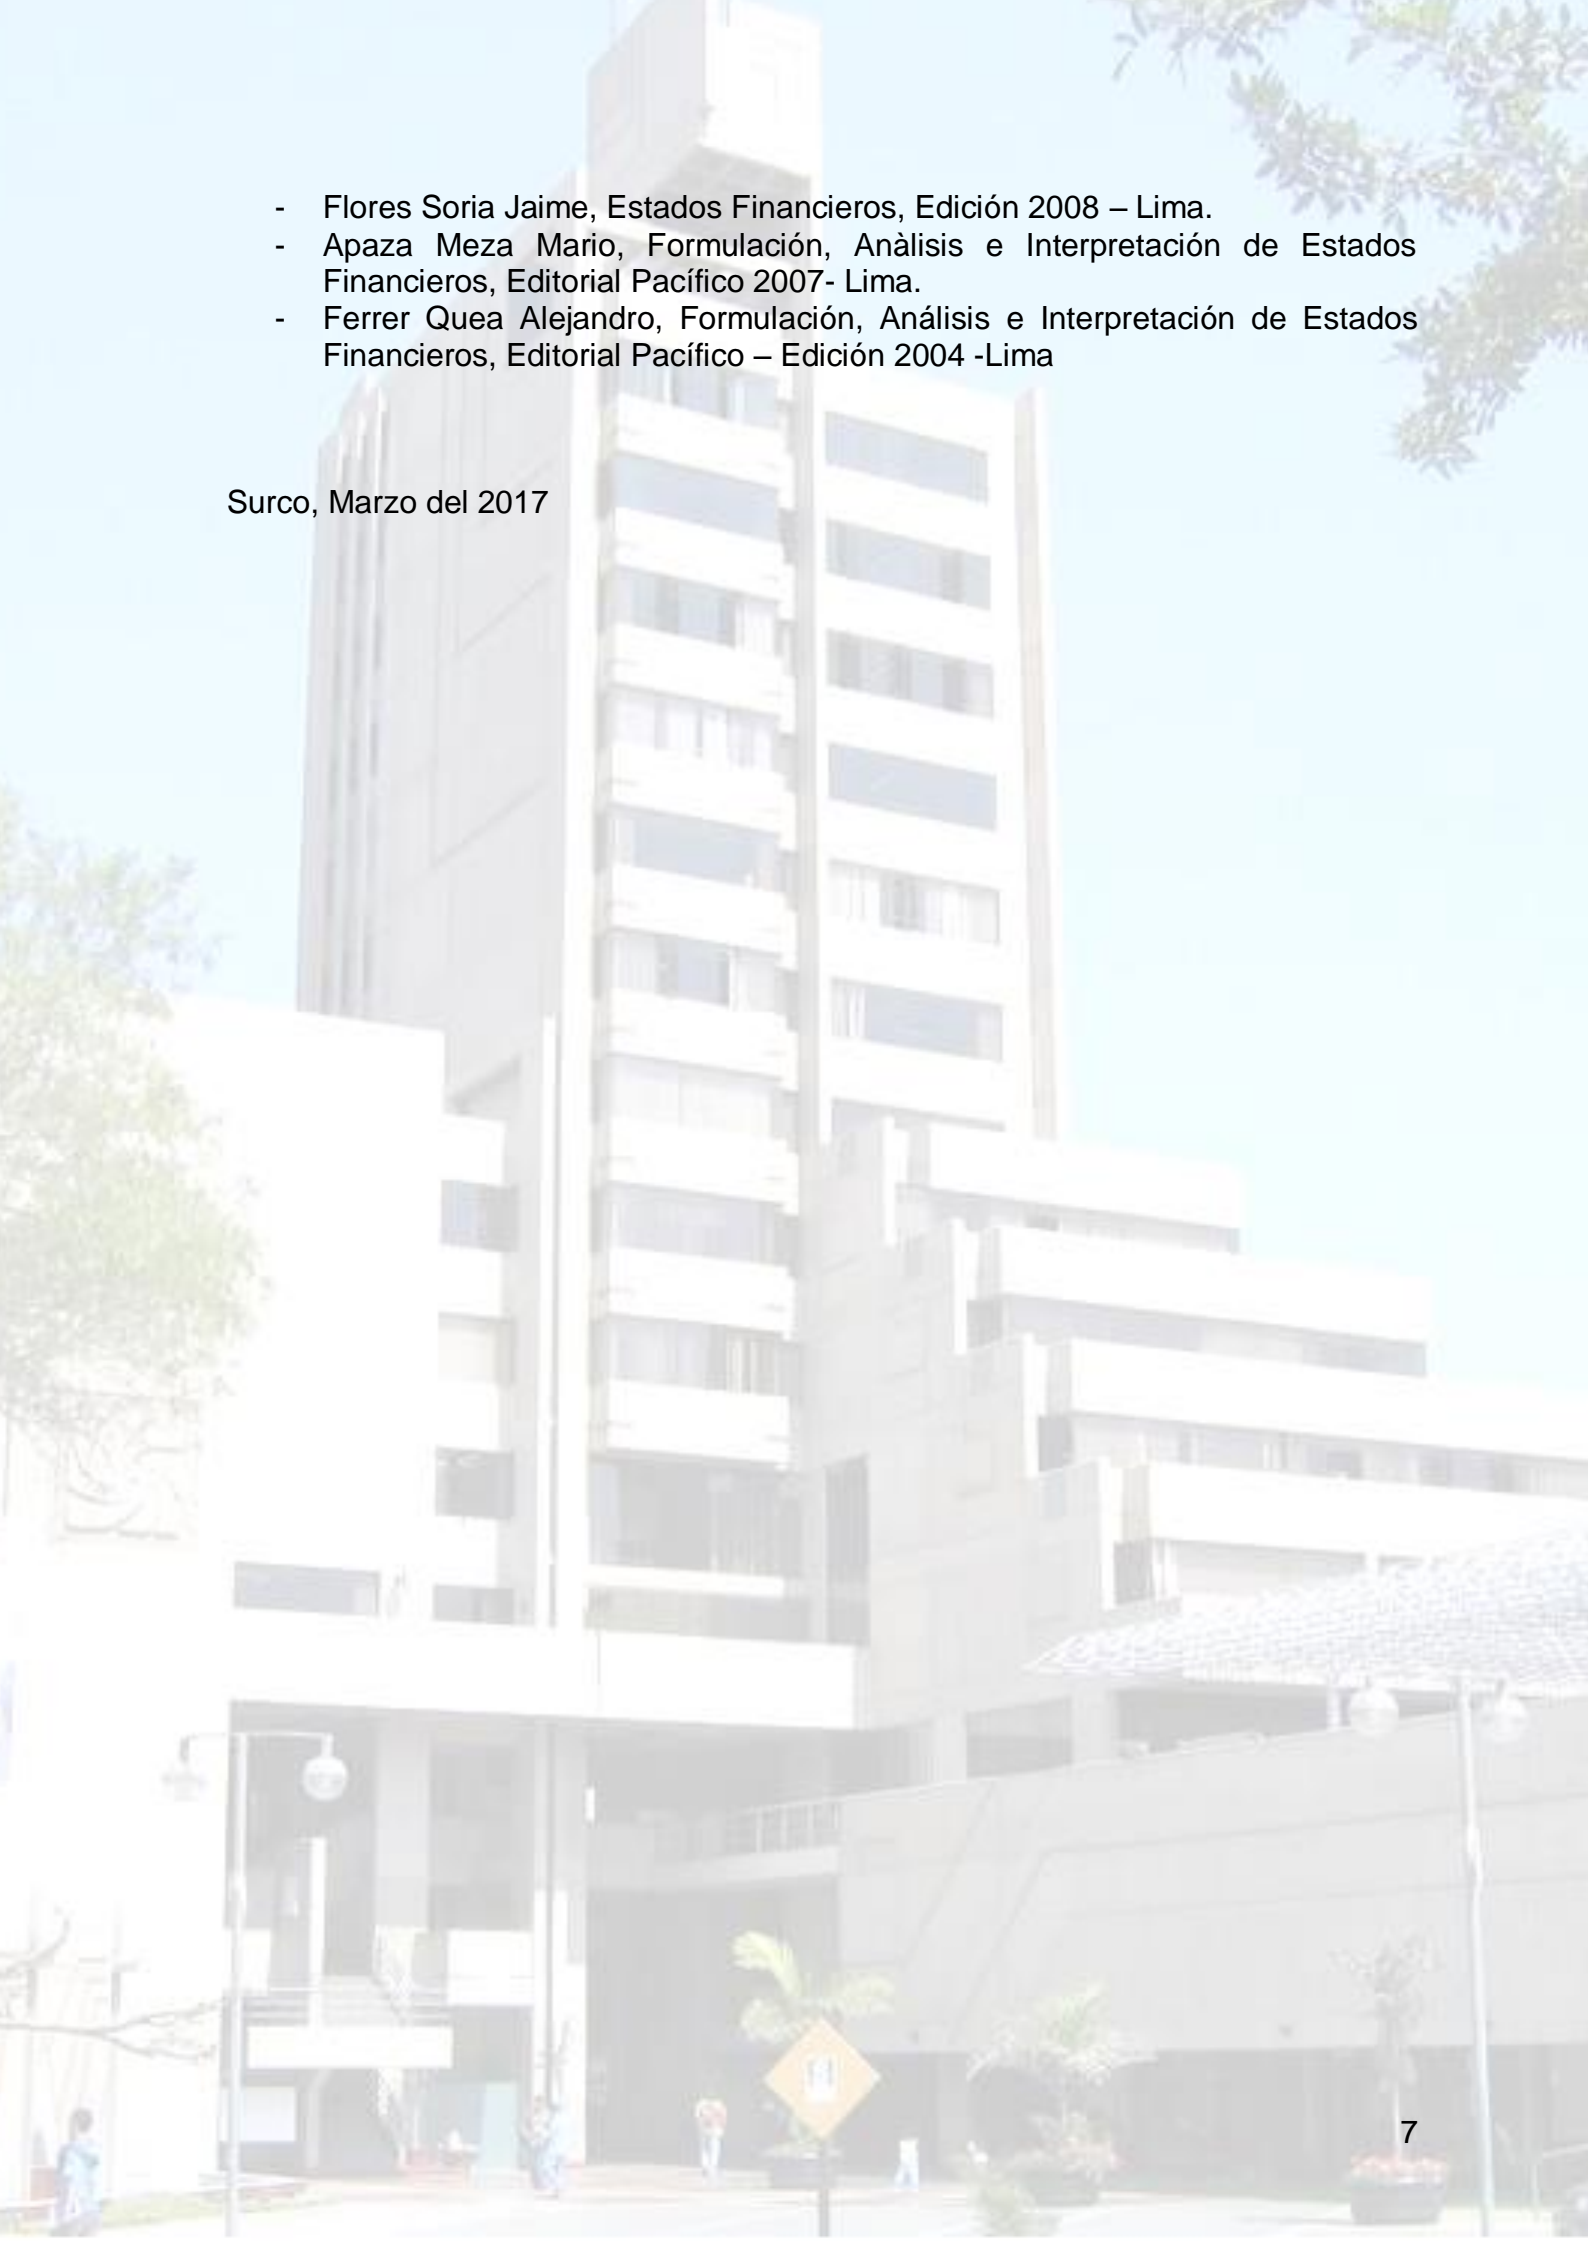 - Flores Soria Jaime, Estados Financieros, Edición 2008 – Lima.
- Apaza Meza Mario, Formulación, Anàlisis e Interpretación de Estados
Financieros, Editorial Pacífico 2007- Lima.
- Ferrer Quea Alejandro, Formulación, Análisis e Interpretación de Estados
Financieros, Editorial Pacífico – Edición 2004 -Lima
Surco, Marzo del 2017
7